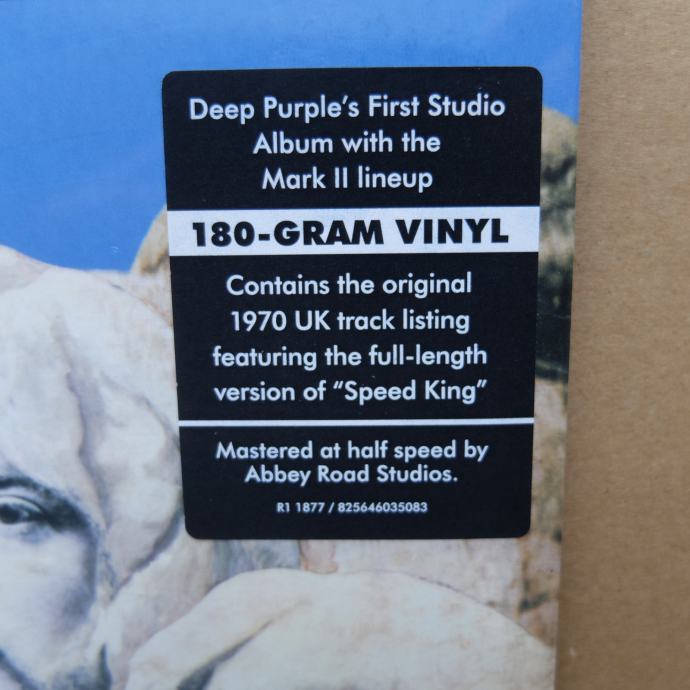 Deep Purple's First Studio
Album with the
Mark II lineup
180-GRAM VINYL
Contains the original
1970 UK track listing
featuring the full-length
version of “Speed King”
Mastered at half speed by
Abbey Road Studios.
R1 1877 / 825646035083